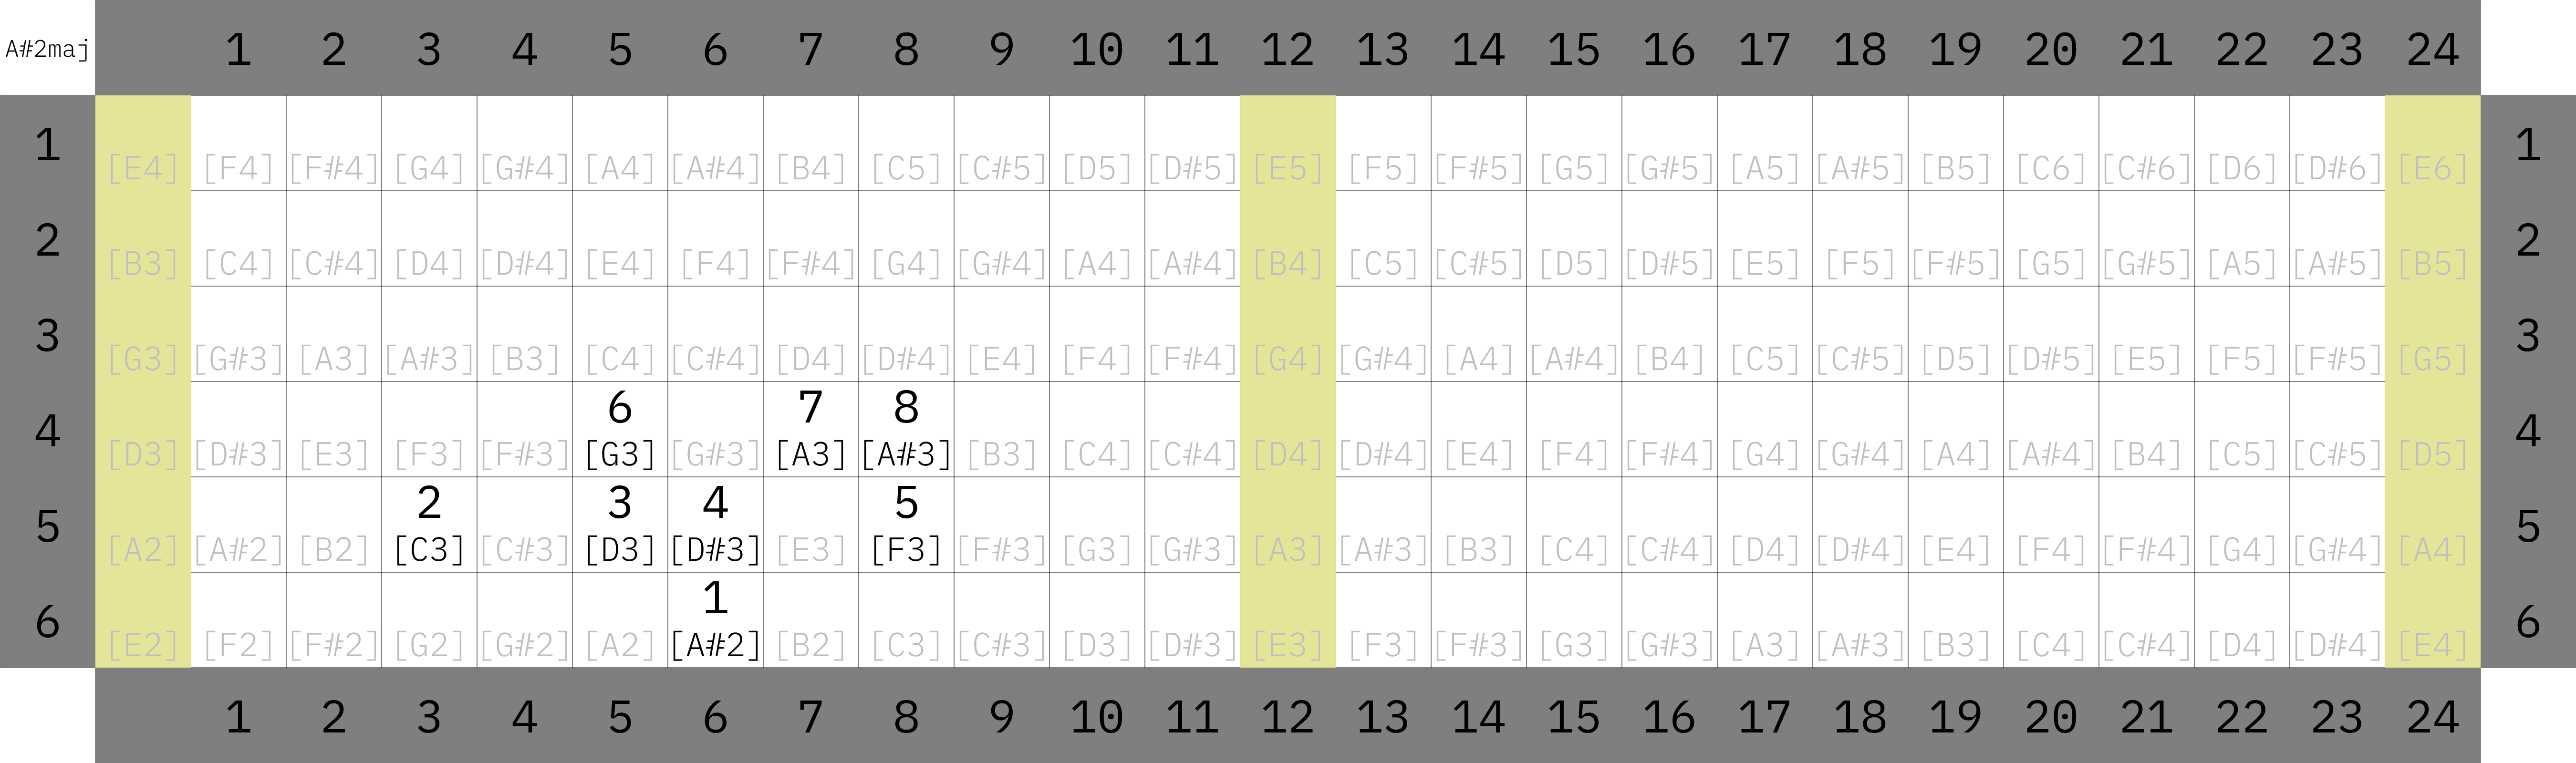 A#2maj 1 2 3 4 5 6 7 8 9 10 11 12 13 14 15 16 17 18 19 20 21 22 23 24
1 [E4] [F4] [F#4] [G4] [G#4] [A4] [A#4] [B4] [C5] [C#5] [D5] [D#5] [E5] [F5] [F#5] [G5] [G#5] [A5] [A#5] [B5] [C6] [C#6] [D6] [D#6] [E6] 1
2 [B3] [C4] [C#4] [D4] [D#4] [E4] [F4] [F#4] [G4] [G#4] [A4] [A#4] [B4] [C5] [C#5] [D5] [D#5] [E5] [F5] [F#5] [G5] [G#5] [A5] [A#5] [B5] 2
3 [G3] [G#3] [A3] [A#3] [B3] [C4] [C#4] [D4] [D#4] [E4] [F4] [F#4] [G4] [G#4] [A4] [A#4] [B4] [C5] [C#5] [D5] [D#5] [E5] [F5] [F#5] [G5] 3
6 7 8
4 [D3] [D#3] [E3] [F3] [F#3] [G3] [G#3] [A3] [A#3] [B3] [C4] [C#4] [D4] [D#4] [E4] [F4] [F#4] [G4] [G#4] [A4] [A#4] [B4] [C5] [C#5] [D5] 4
2 3 4 5
5 [A2] [A#2] [B2] [C3] [C#3] [D3] [D#3] [E3] [F3] [F#3] [G3] [G#3] [A3] [A#3] [B3] [C4] [C#4] [D4] [D#4] [E4] [F4] [F#4] [G4] [G#4] [A4] 5
1
6 [E2] [F2] [F#2] [G2] [G#2] [A2] [A#2] [B2] [C3] [C#3] [D3] [D#3] [E3] [F3] [F#3] [G3] [G#3] [A3] [A#3] [B3] [C4] [C#4] [D4] [D#4] [E4] 6
1 2 3 4 5 6 7 8 9 10 11 12 13 14 15 16 17 18 19 20 21 22 23 24